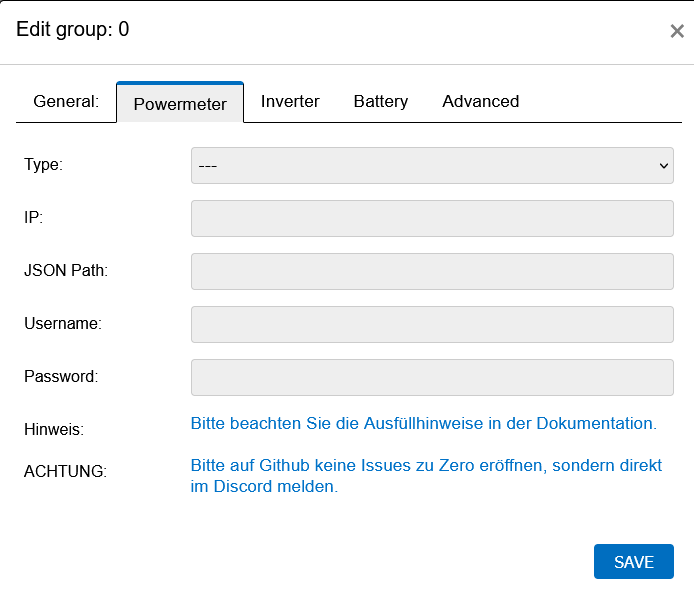 Edit group: 0
×
General: Powermeter Inverter Battery Advanced
Type: ---
IP:
JSON Path:
Username:
Password:
Hinweis: Bitte beachten Sie die Ausfüllhinweise in der Dokumentation.
ACHTUNG: Bitte auf Github keine Issues zu Zero eröffnen, sondern direkt
im Discord melden.
SAVE